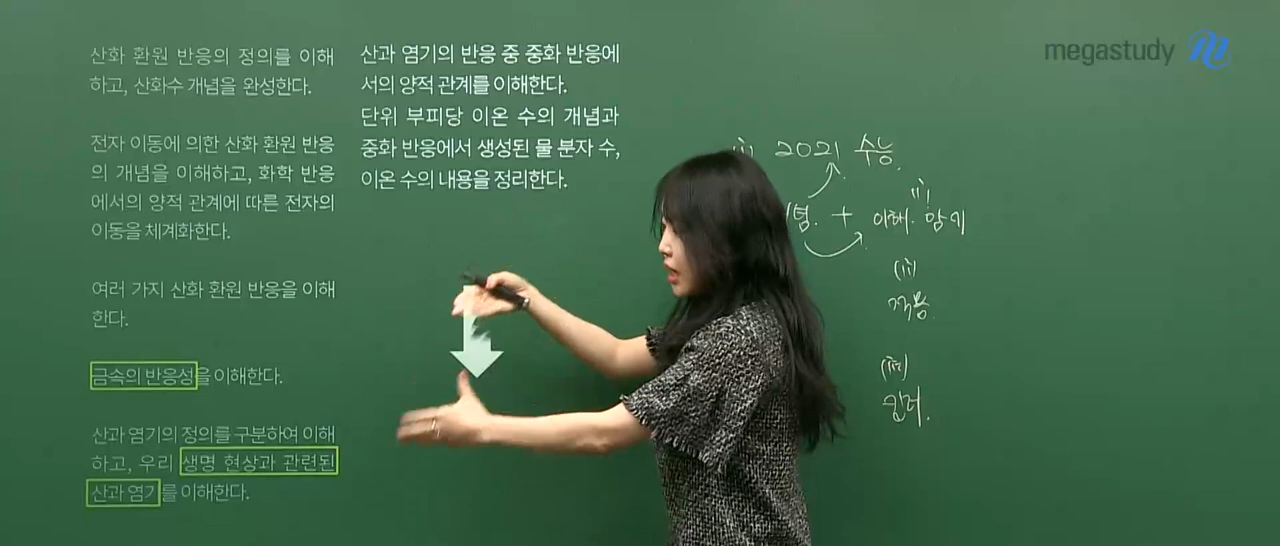 산화 환원 반응의 정의를 이해
하고, 산화수 개념을 완성한다.
전자 이동에 의한 산화 환원 반응
의 개념을 이해하고, 화학 반응
에서의 양적 관계에 따른 전자의
이동을 체계화한다.
여러 가지 산화 환원 반응을 이해
한다.
금속의 반응성을 이해한다.
산과 염기의 정의를 구분하여 이해
하고, 우리 생명 현상과 관련된
산과 염기를 이해한다.
산과 염기의 반응 중 중화 반응에
서의 양적 관계를 이해한다.
단위 부피당 이온 수의 개념과
중화 반응에서 생성된 물 분자 수,
이온 수의 내용을 정리한다.
megastudy
2021 수능.
+ 이해. 암기
(ii)
적용.
(iii)
킬러.